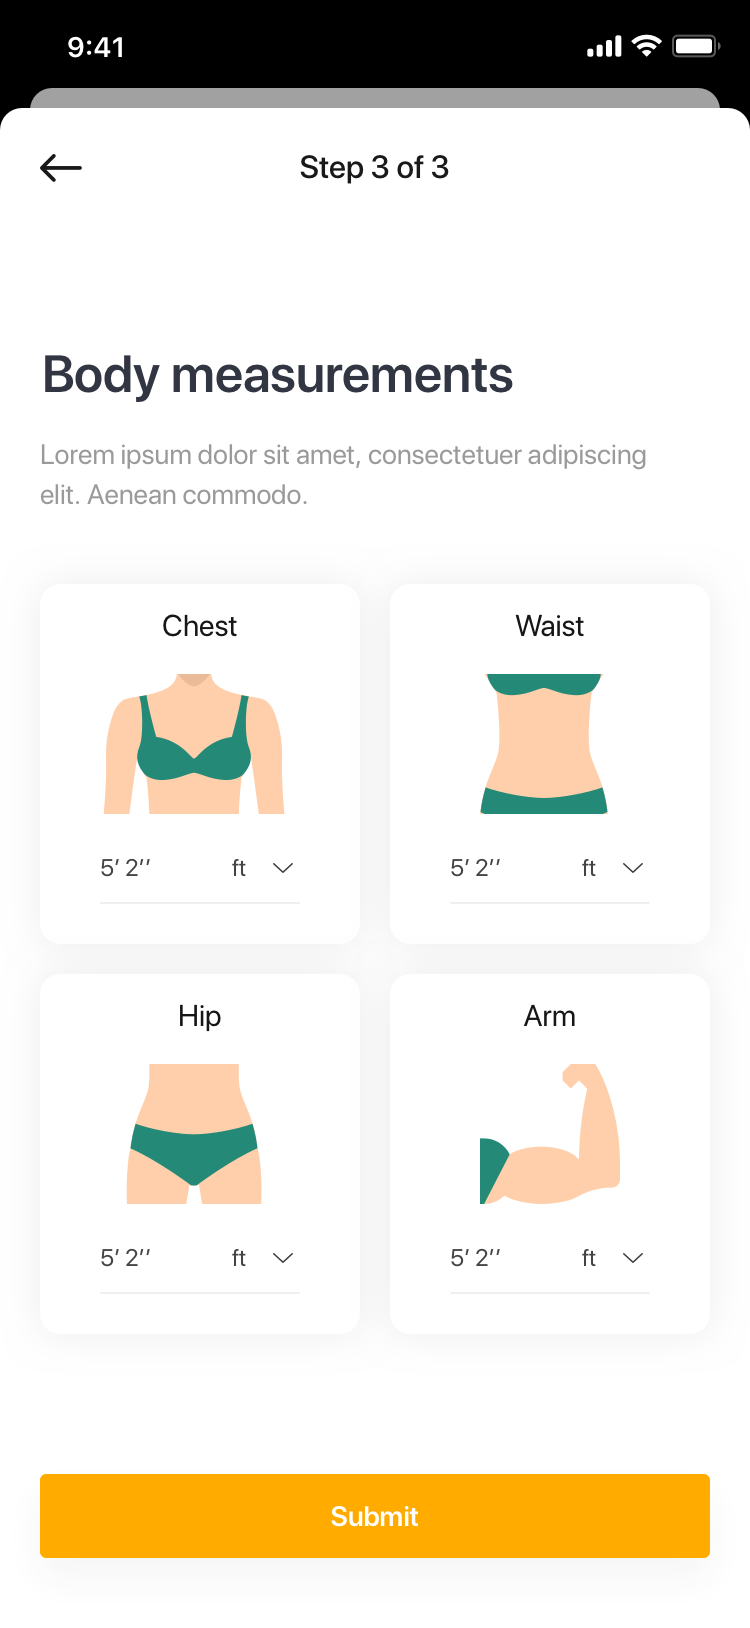 9:41
Step 3 of 3
Body measurements
Lorem ipsum dolor sit amet, consectetuer adipiscing
elit. Aenean commodo.
Chest
5′ 2′′ ft
Waist
5′ 2′′ ft
Hip
5′ 2′′ ft
Arm
5′ 2′′ ft
Submit